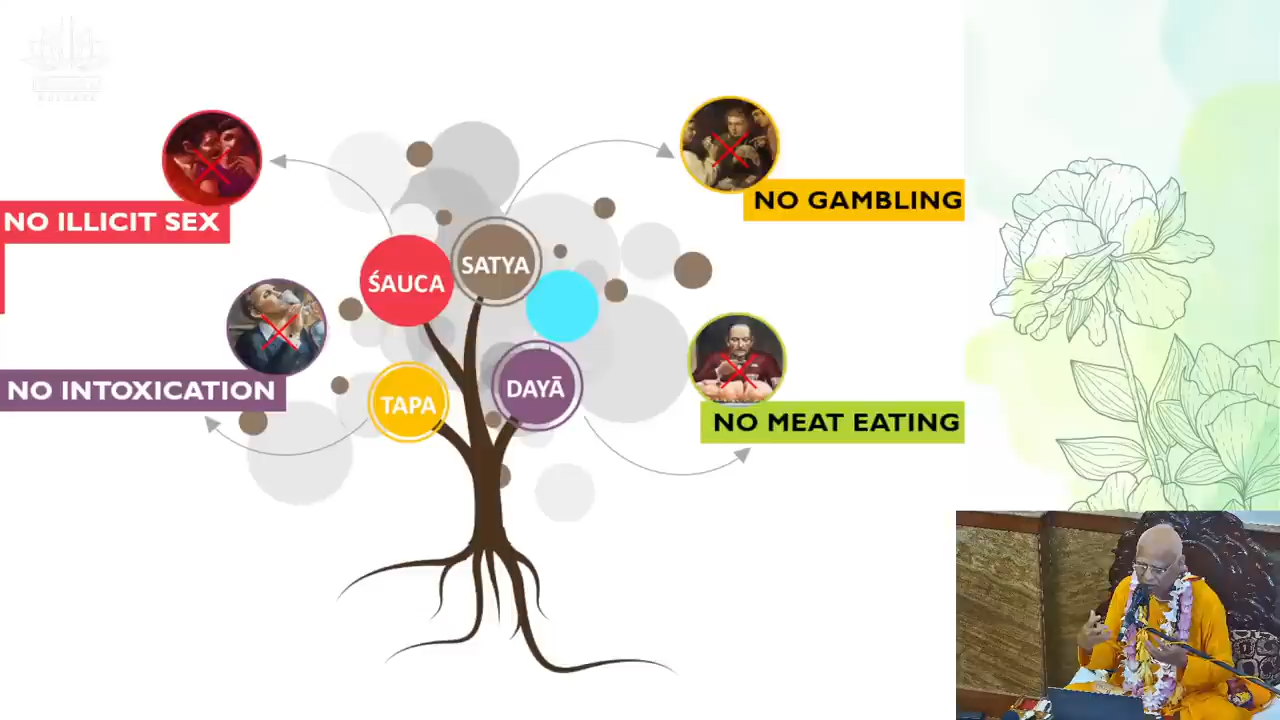 NO ILLICIT SEX
NO GAMBLING
ŚAUCA
SATYA
NO INTOXICATION
TAPA
DAYĀ
NO MEAT EATING